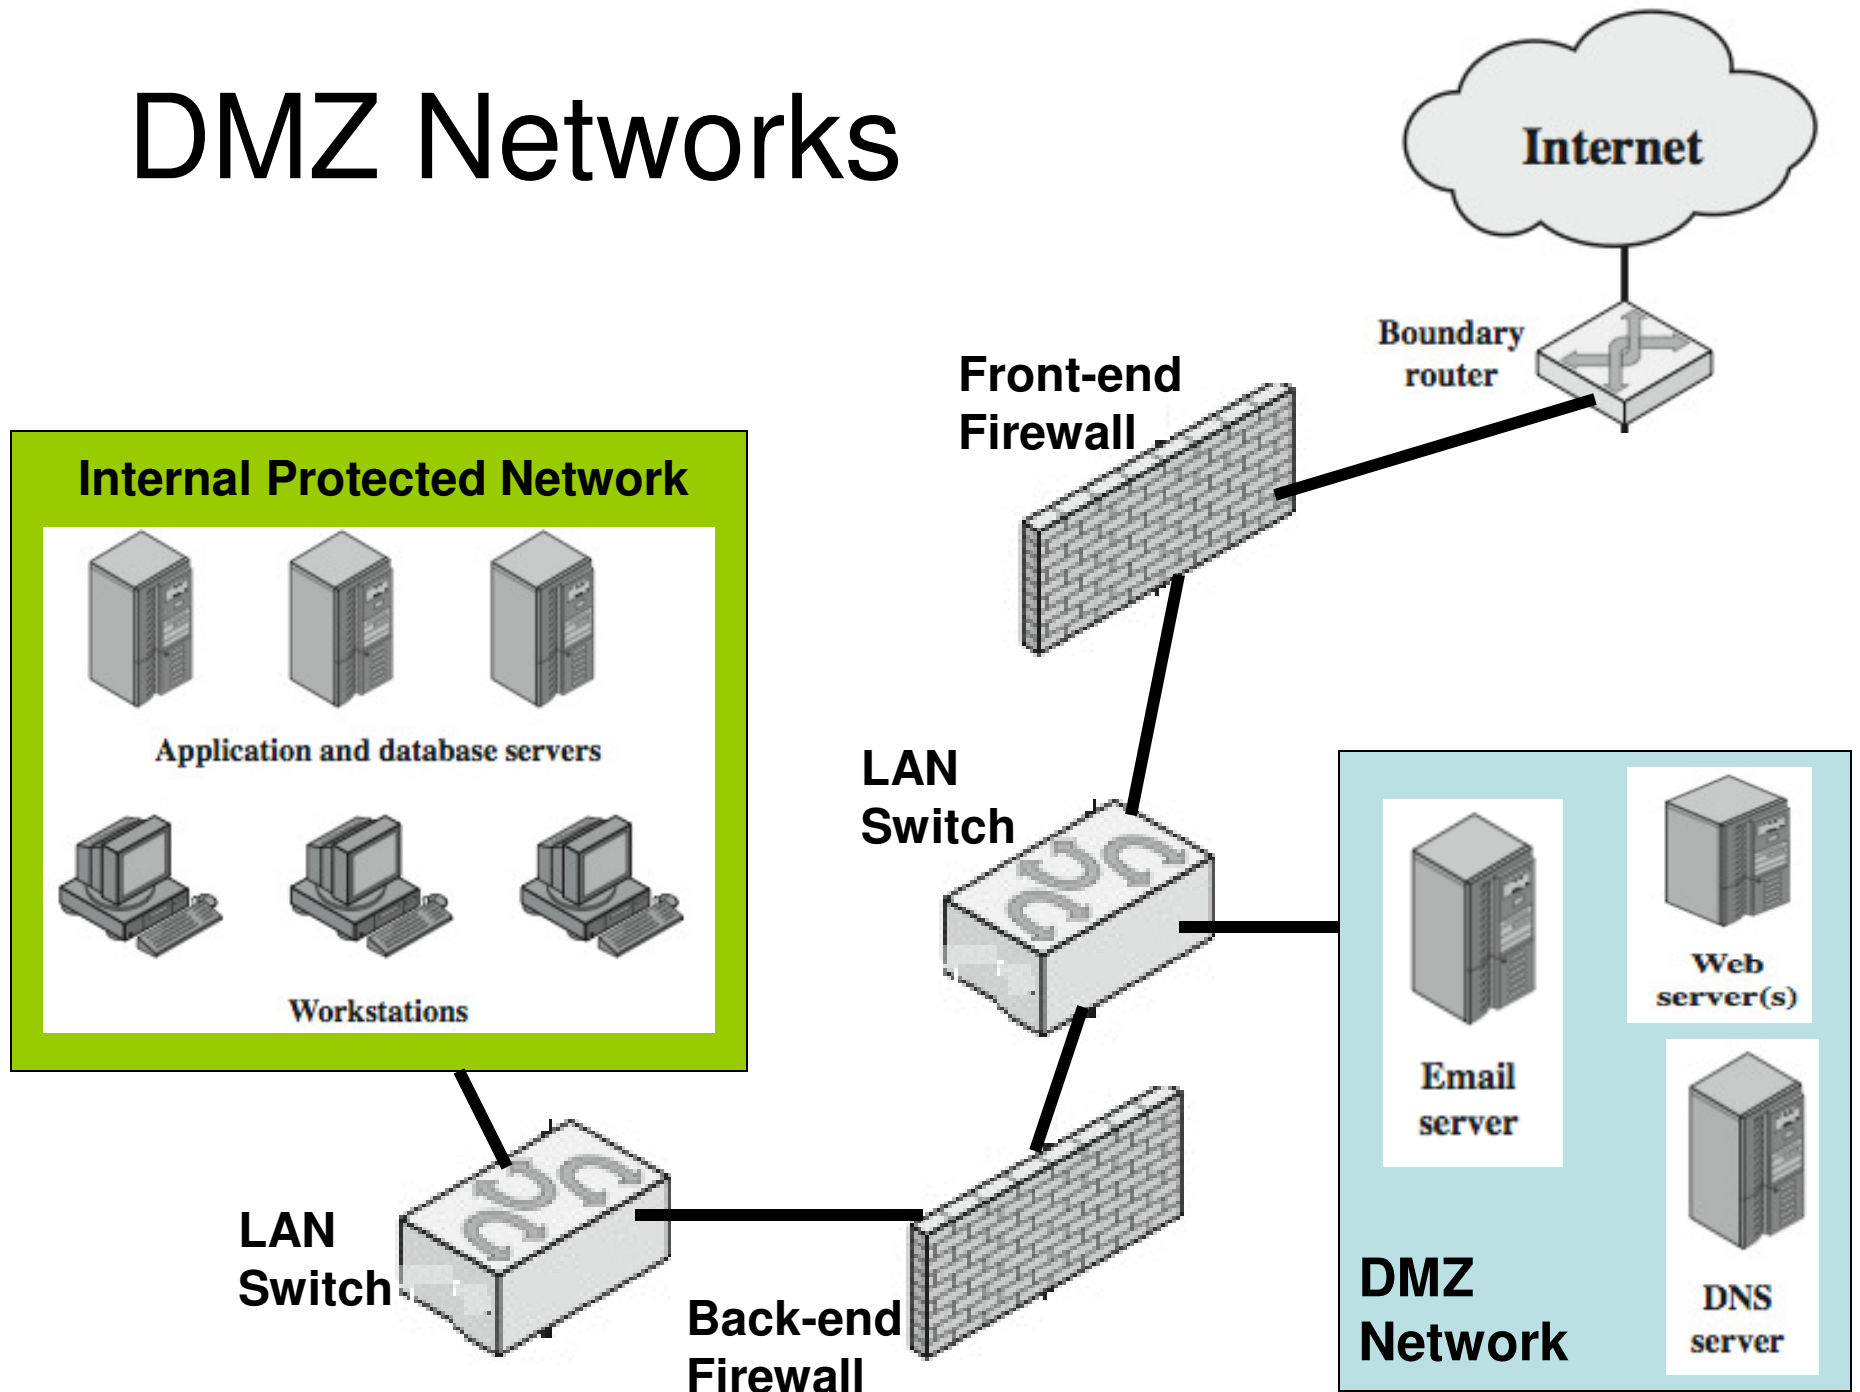 DMZ Networks
Internet
Boundary
router
Front-end
Firewall
Internal Protected Network
Application and database servers
Workstations
LAN
Switch
Web
server(s)
Email
server
DMZ
Network
DNS
server
LAN
Switch
Back-end
Firewall